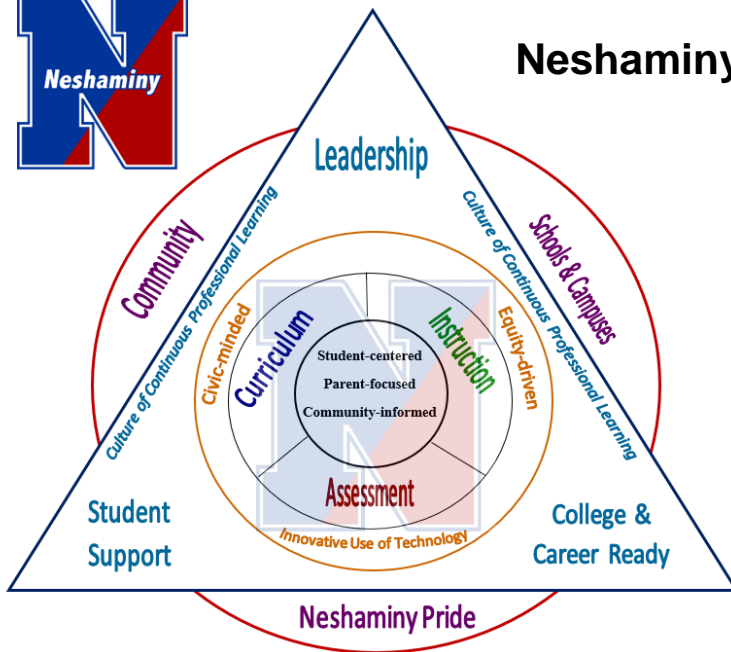 Neshaminy
Neshaminy
Leadership
Community
Culture of Continuous Professional Learning
Culture of Continuous Professional Learning
Schools & Campuses
Civic-minded
Curriculum
Instruction
Equity-driven
Student-centered
Parent-focused
Community-informed
Assessment
Innovative Use of Technology
Student
Support
College &
Career Ready
Neshaminy Pride